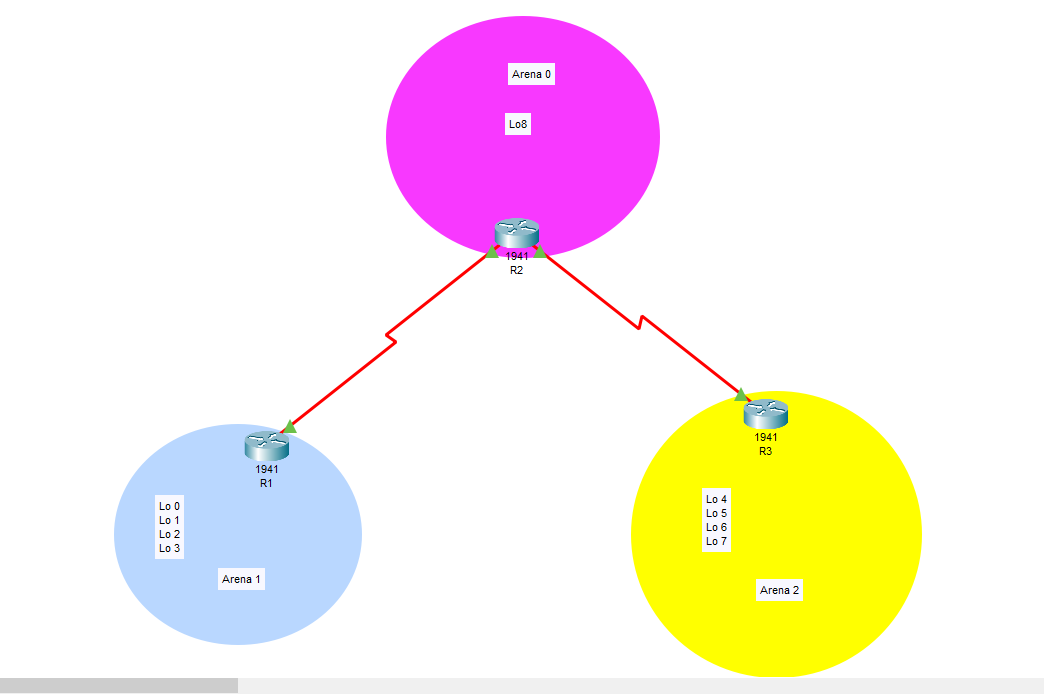 Arena 0
Lo8
1941
R2
1941
R1
1941
R3
Lo 0
Lo 1
Lo 2
Lo 3
Arena 1
Lo 4
Lo 5
Lo 6
Lo 7
Arena 2